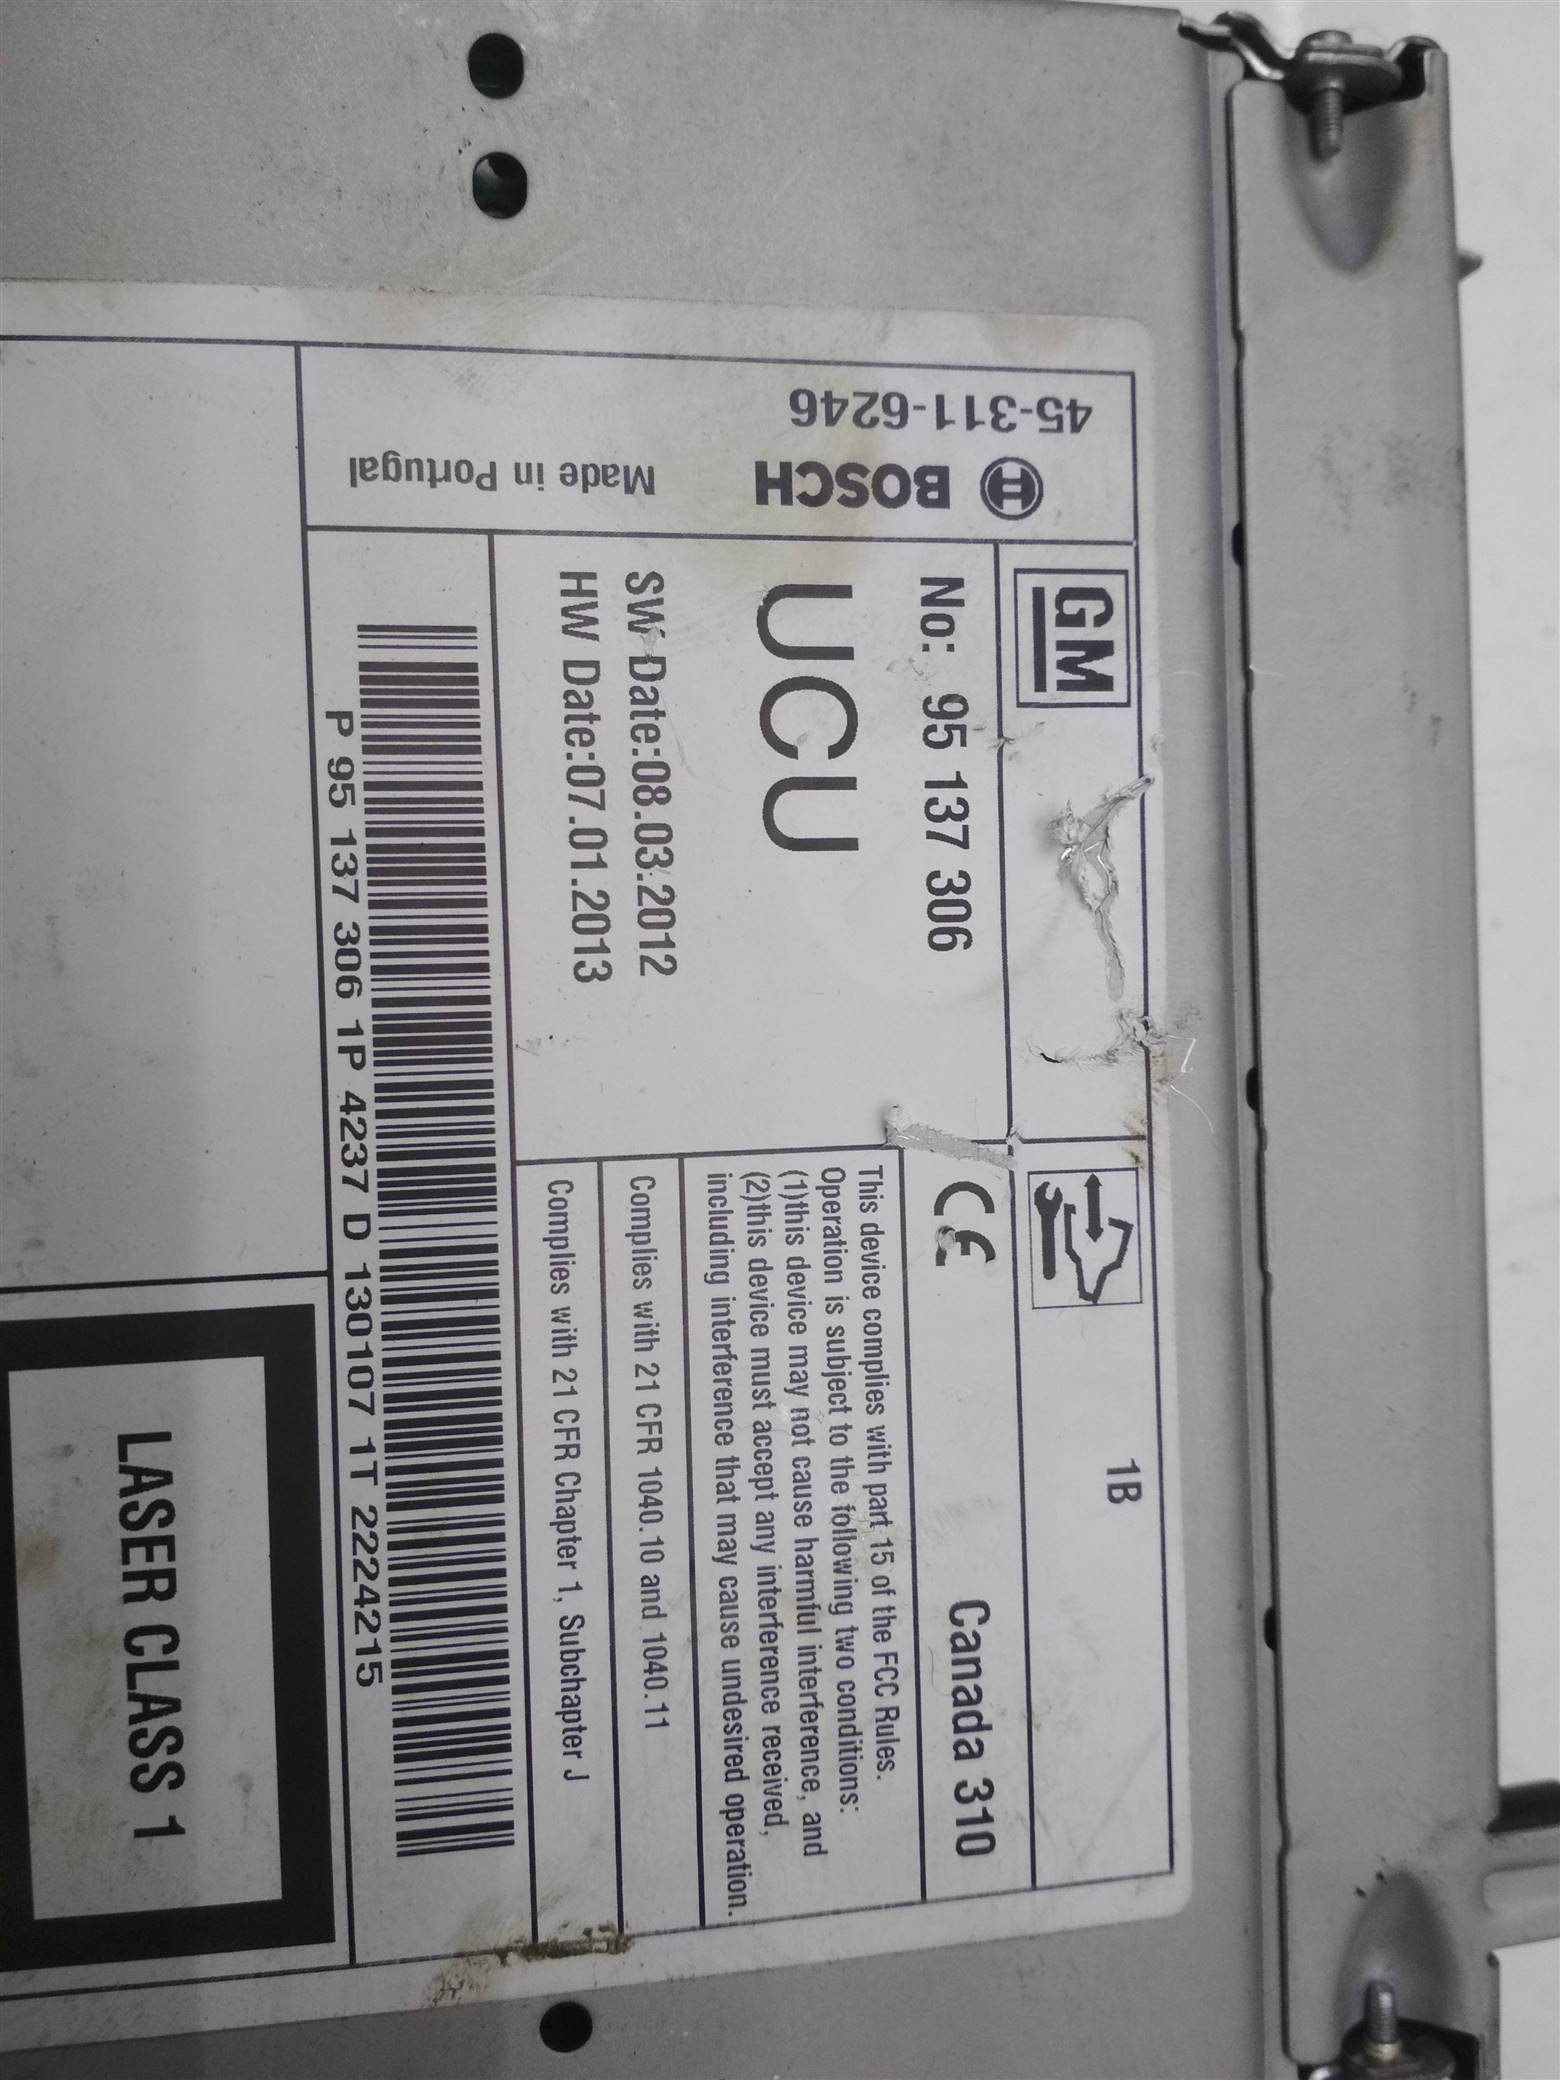 45-311-6246
BOSCH Made in Portugal
GM
1B
No: 95 137 306
CE Canada 310
UCU
This device complies with part 15 of the FCC Rules.
Operation is subject to the following two conditions:
(1)this device may not cause harmful interference, and
(2)this device must accept any interference received,
including interference that may cause undesired operation.
SW Date:08.03.2012
Complies with 21 CFR 1040.10 and 1040.11
HW Date:07.01.2013
Complies with 21 CFR Chapter 1, Subchapter J
P 95 137 306 1P 4237 D 130107 1T 2224215
LASER CLASS 1